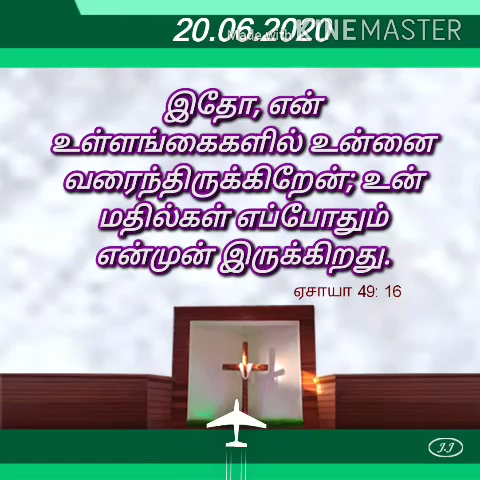 20.06.2020
Made with KINEMASTER
இதோ, என்
உள்ளங்கைகளில் உன்னை
வரைந்திருக்கிறேன்; உன்
மதில்கள் எப்போதும்
என்முன் இருக்கிறது.
ஏசாயா 49: 16
J.J